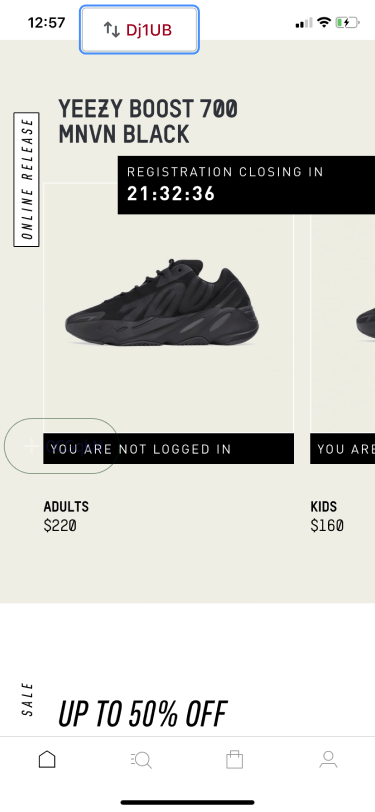 12:57
Dj1UB
YEEZY BOOST 700
MNVN BLACK
ONLINE RELEASE
REGISTRATION CLOSING IN
21:32:36
YOU ARE NOT LOGGED IN
YOU ARE
ADULTS
$220
KIDS
$160
SALE
UP TO 50% OFF